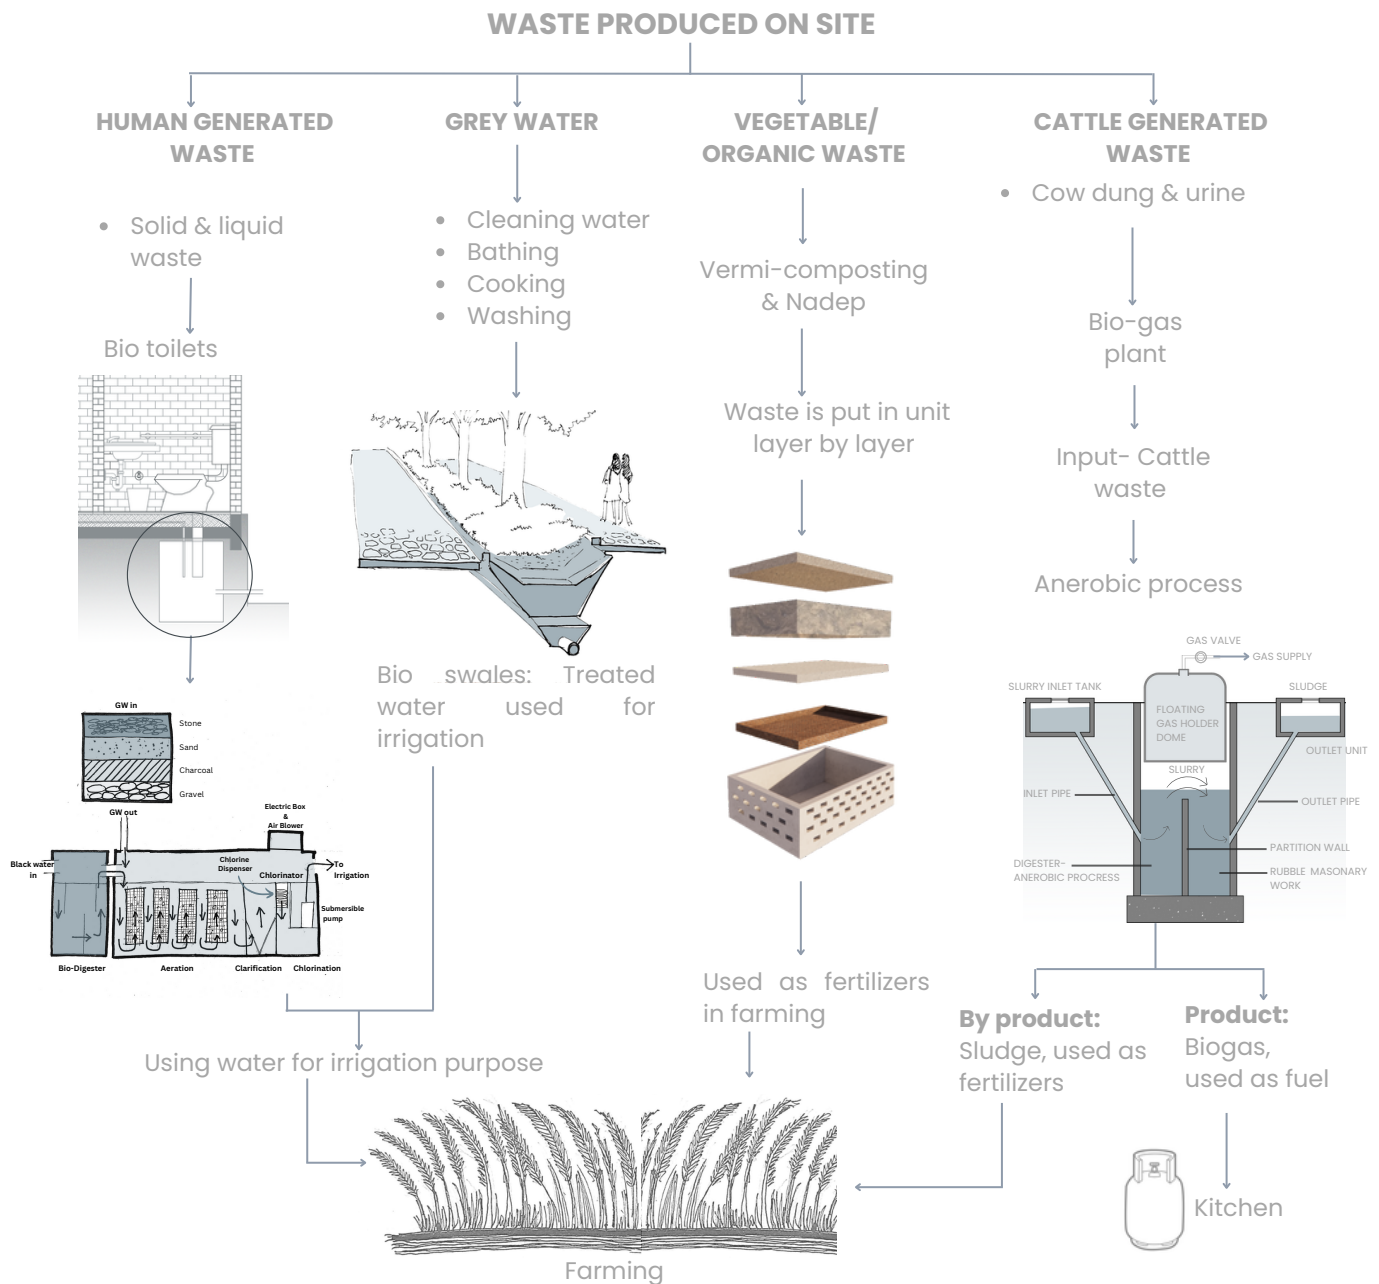 WASTE PRODUCED ON SITE
HUMAN GENERATED
WASTE
• Solid & liquid
waste
Bio toilets
GW in
Stone
Sand
Charcoal
Gravel
GW out
Electric Box
&
Air Blower
Black water
in
Chlorine
Dispenser
Chlorinator
To
Irrigation
Submersible
pump
Bio-Digester
Aeration
Clarification
Chlorination
GREY WATER
• Cleaning water
• Bathing
• Cooking
• Washing
Bio swales: Treated
water used for
irrigation
Using water for irrigation purpose
VEGETABLE/
ORGANIC WASTE
Vermi-composting
& Nadep
Waste is put in unit
layer by layer
Used as fertilizers
in farming
CATTLE GENERATED
WASTE
• Cow dung & urine
Bio-gas
plant
Input- Cattle
waste
Anerobic process
GAS VALVE
GAS SUPPLY
SLURRY INLET TANK
SLUDGE
FLOATING
GAS HOLDER
DOME
OUTLET UNIT
SLURRY
INLET PIPE
OUTLET PIPE
PARTITION WALL
DIGESTER-
ANEROBIC PROCRESS
RUBBLE MASONARY
WORK
By product:
Sludge, used as
fertilizers
Product:
Biogas,
used as fuel
Kitchen
Farming